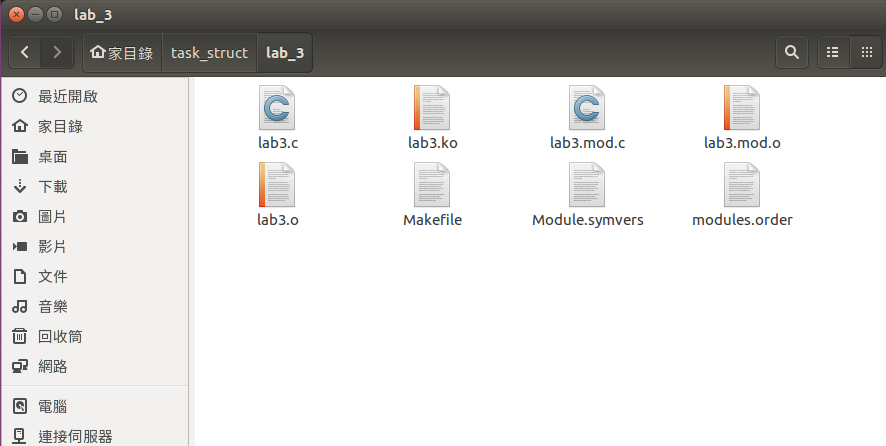 lab_3
家目錄 task_struct lab_3
最近開啟
家目錄
桌面
下載
圖片
影片
文件
音樂
回收筒
網路
電腦
連接伺服器
lab3.c lab3.ko lab3.mod.c lab3.mod.o
lab3.o Makefile Module.symvers modules.order